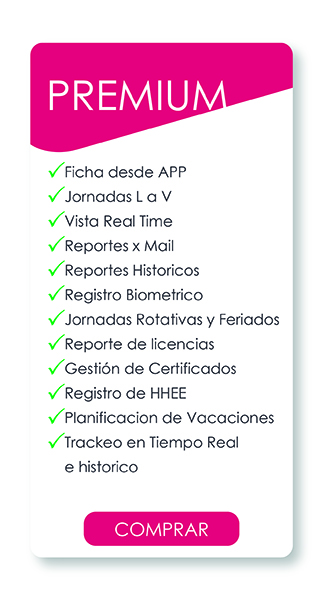 PREMIUM
Ficha desde APP
Jornadas L a V
Vista Real Time
Reportes x Mail
Reportes Historicos
Registro Biometrico
Jornadas Rotativas y Feriados
Reporte de licencias
Gestión de Certificados
Registro de HHEE
Planificacion de Vacaciones
Trackeo en Tiempo Real
e historico
COMPRAR